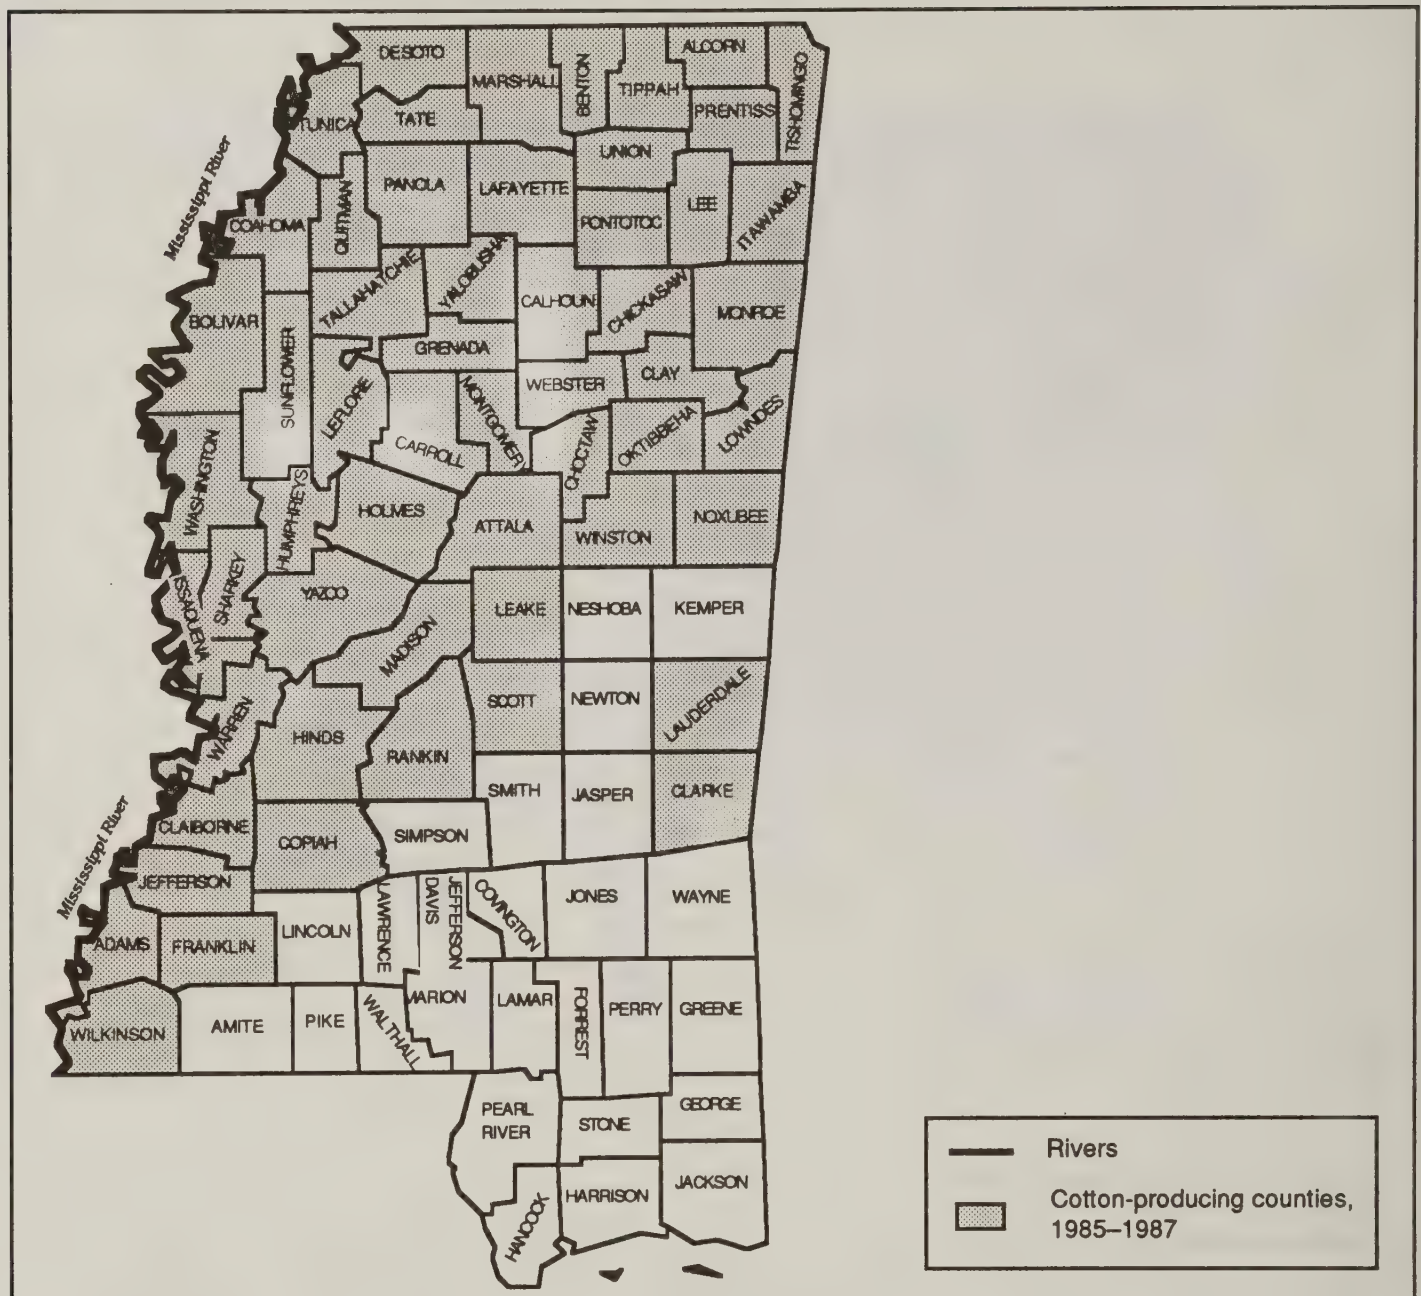 DESOTO
MARSHALL
BENTON
TIPPAH
ALCORN
TISHOMINGO
PRENTISS
TUNICA
TATE
UNION
Mississippi River
PANOLA
LAFAYETTE
QUITMAN
COAHOMA
PONTOTOC
LEE
ITAWAMBA
TALLAHATCHIE
YALOBUSHA
CALHOUN
CHICKASAW
MONROE
BOLIVAR
SUNFLOWER
GRENADA
LEFLORE
WEBSTER
CLAY
MONTGOMERY
CARROLL
CHOCTAW
OKTIBBEHA
LOWNDES
WASHINGTON
HUMPHREYS
HOLMES
ATTALA
WINSTON
NOXUBEE
ISSAQUENA
SHARKEY
YAZOO
LEAKE
NESHOBA
KEMPER
MADISON
SCOTT
NEWTON
LAUDERDALE
WARREN
HINDS
RANKIN
SMITH
JASPER
CLARKE
Mississippi River
CLAIBORNE
COPIAH
SIMPSON
JEFFERSON
LAWRENCE
JEFFERSON
DAVIS
COVINGTON
JONES
WAYNE
ADAMS
FRANKLIN
LINCOLN
WILKINSON
AMITE
PIKE
WALTHALL
MARION
LAMAR
FORREST
PERRY
GREENE
PEARL
RIVER
STONE
GEORGE
HANCOCK
HARRISON
JACKSON
Rivers
Cotton-producing counties,
1985–1987